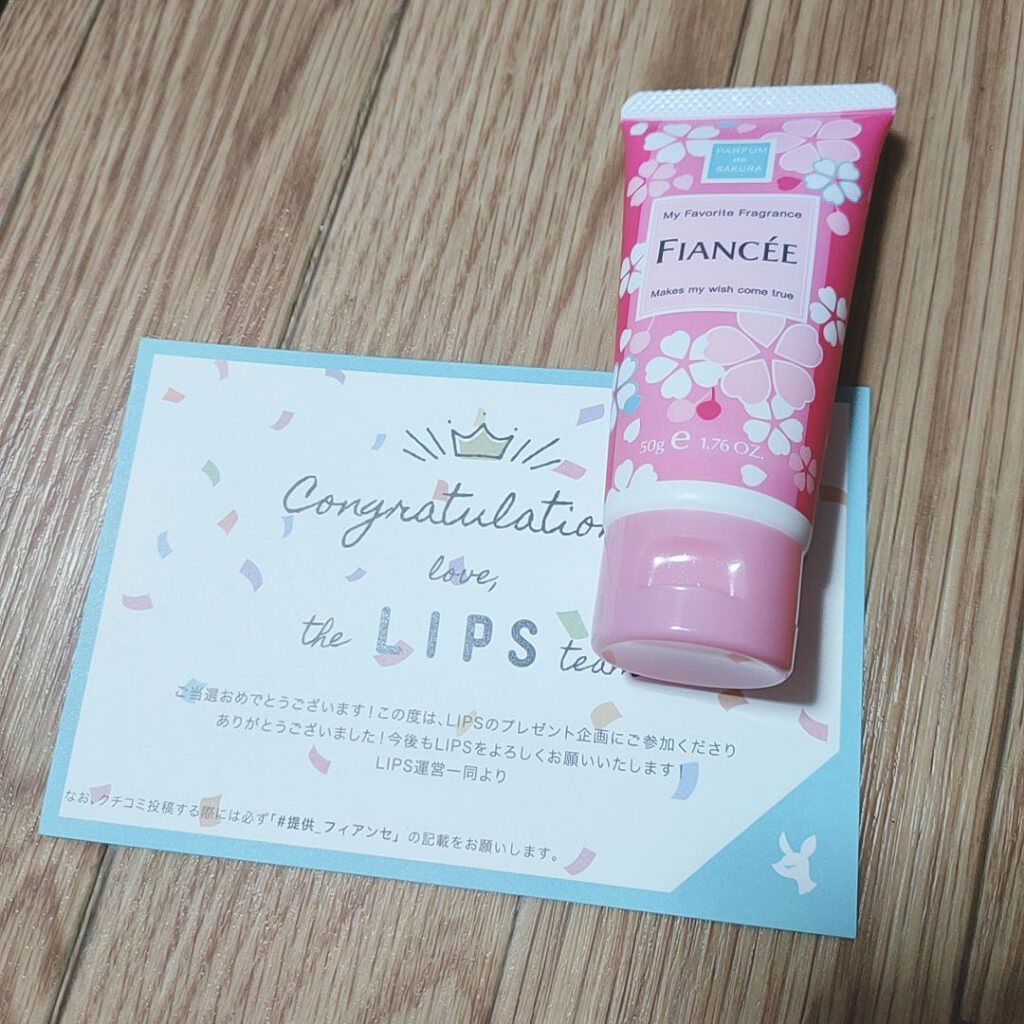 PARFUM
de
SAKURA
My Favorite Fragrance
FIANCÉE
Makes my wish come true
50g e 1.76 OZ.
Congratulation
love,
the LIPS team
ご当選おめでとうございます！この度は、LIPSのプレゼント企画にご参加くださり
ありがとうございました！今後もLIPSをよろしくお願いいたします！
LIPS運営一同より
なお、クチコミ投稿する際には必ず「#提供_フィアンセ」の記載をお願いします。